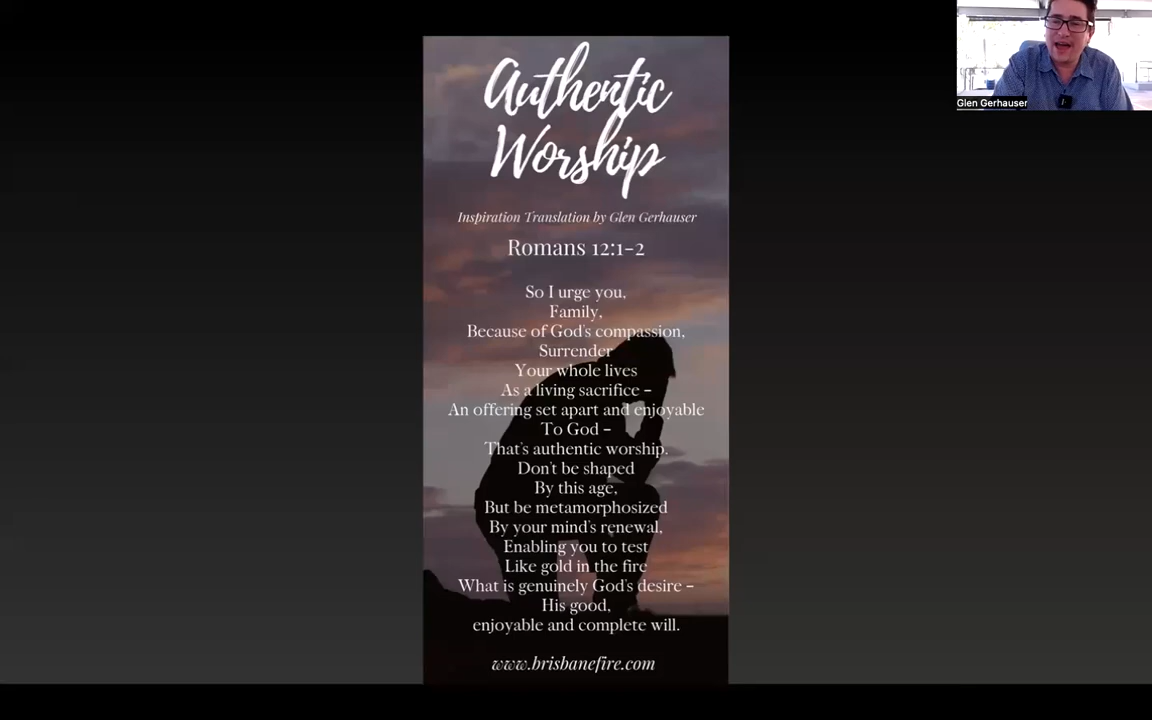 Authentic
Worship
Inspiration Translation by Glen Gerhauser
Romans 12:1-2
So I urge you,
Family,
Because of God's compassion,
Surrender
Your whole lives
As a living sacrifice –
An offering set apart and enjoyable
To God –
That's authentic worship.
Don't be shaped
By this age,
But be metamorphosized
By your mind's renewal,
Enabling you to test
Like gold in the fire
What is genuinely God's desire –
His good,
enjoyable and complete will.
www.brisbanefire.com
Glen Gerhauser